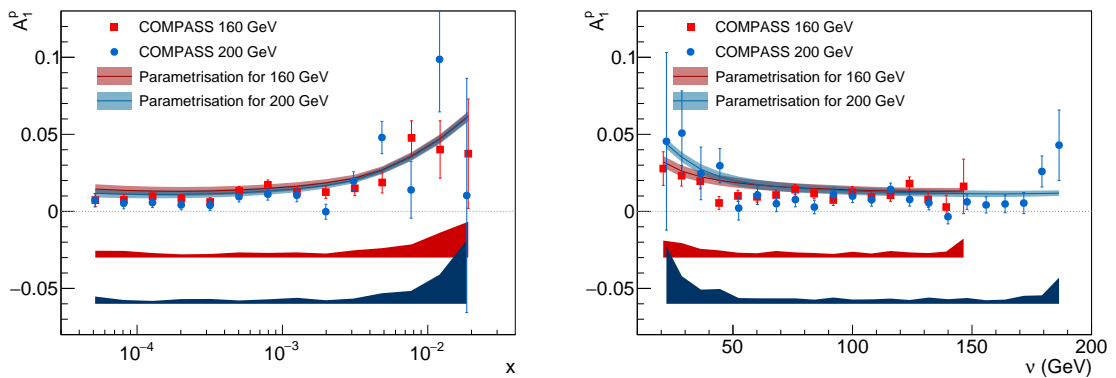 A₁ᵖ
COMPASS 160 GeV
COMPASS 200 GeV
Parametrisation for 160 GeV
Parametrisation for 200 GeV
0.1
0.05
0
−0.05
10⁻⁴
10⁻³
10⁻²
x
A₁ᵖ
COMPASS 160 GeV
COMPASS 200 GeV
Parametrisation for 160 GeV
Parametrisation for 200 GeV
0.1
0.05
0
−0.05
50
100
150
200
ν (GeV)